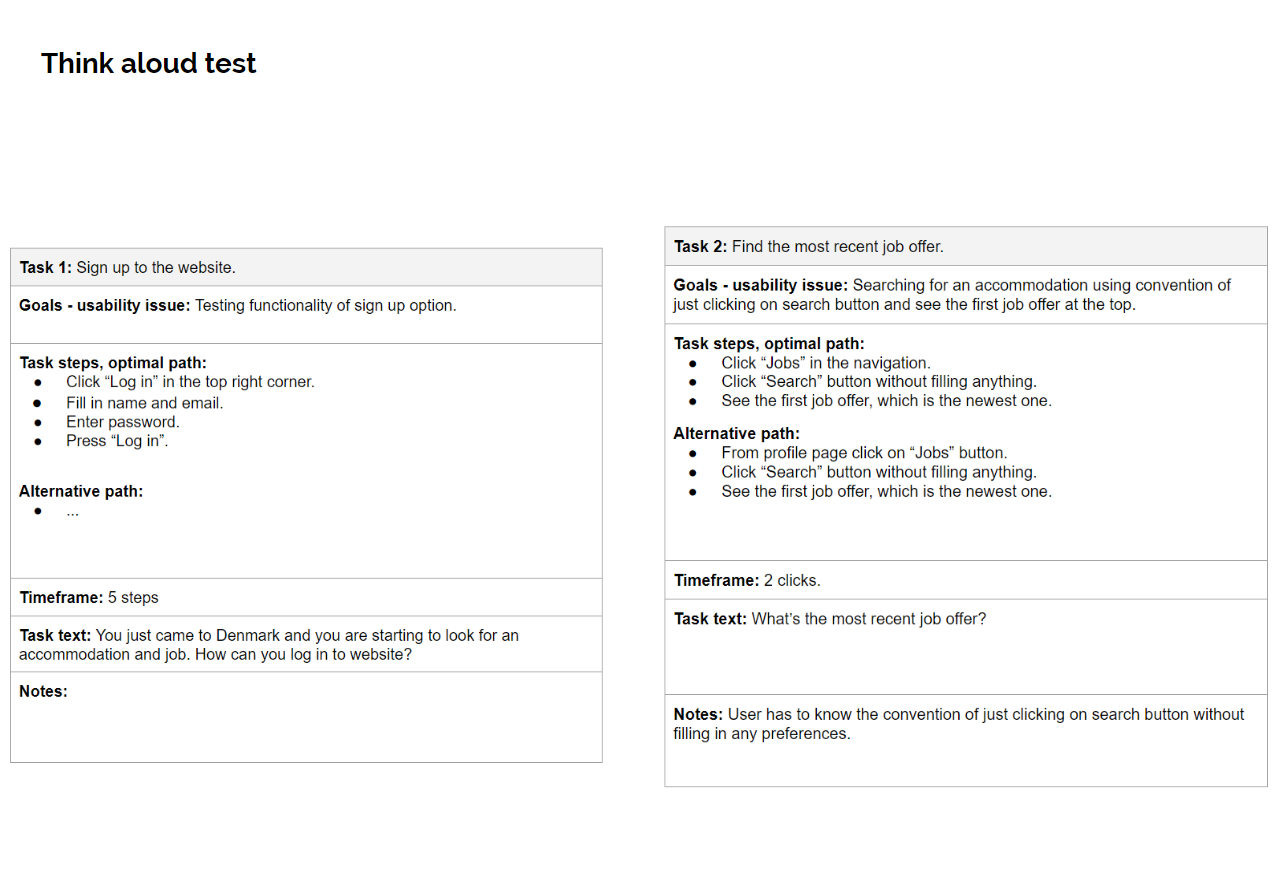 Think aloud test
Task 1: Sign up to the website.
Goals - usability issue: Testing functionality of sign up option.
Task steps, optimal path:
● Click “Log in” in the top right corner.
● Fill in name and email.
● Enter password.
● Press “Log in”.
Alternative path:
● ...
Timeframe: 5 steps
Task text: You just came to Denmark and you are starting to look for an
accommodation and job. How can you log in to website?
Notes:
Task 2: Find the most recent job offer.
Goals - usability issue: Searching for an accommodation using convention of
just clicking on search button and see the first job offer at the top.
Task steps, optimal path:
● Click “Jobs” in the navigation.
● Click “Search” button without filling anything.
● See the first job offer, which is the newest one.
Alternative path:
● From profile page click on “Jobs” button.
● Click “Search” button without filling anything.
● See the first job offer, which is the newest one.
Timeframe: 2 clicks.
Task text: What’s the most recent job offer?
Notes: User has to know the convention of just clicking on search button without
filling in any preferences.